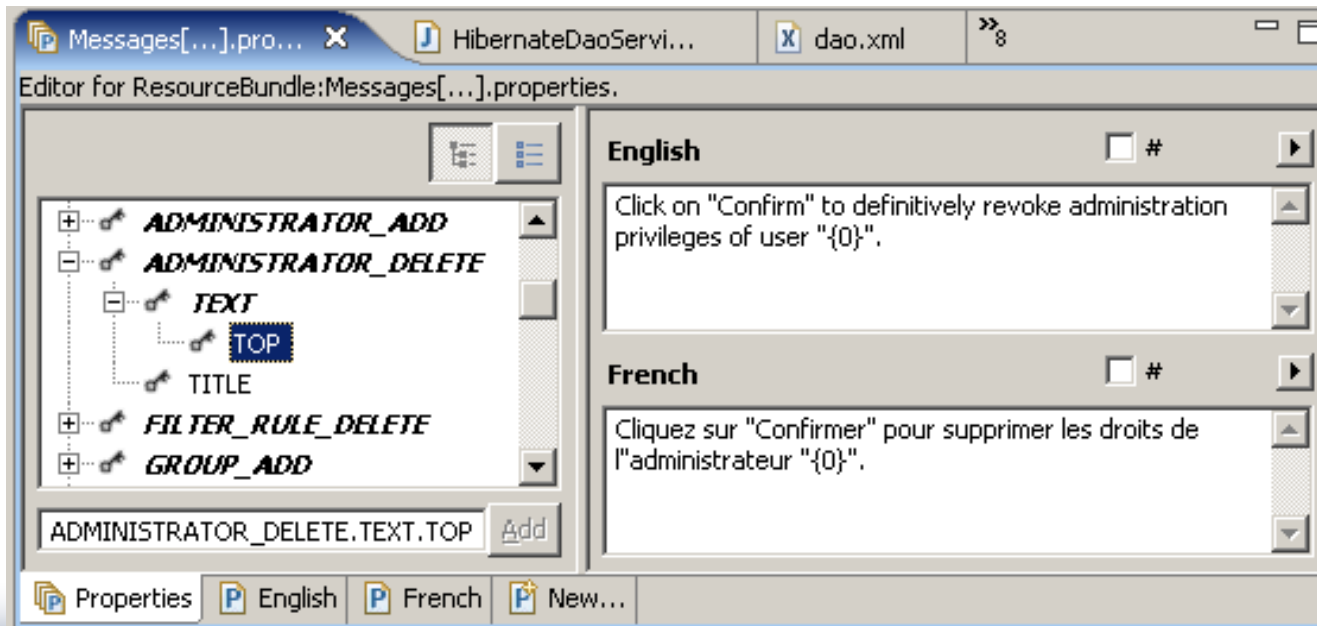 Messages[...].pro... HibernateDaoServi... dao.xml »8
Editor for ResourceBundle:Messages[...].properties.
ADMINISTRATOR_ADD
ADMINISTRATOR_DELETE
TEXT
TOP
TITLE
FILTER_RULE_DELETE
GROUP_ADD
ADMINISTRATOR_DELETE.TEXT.TOP Add
English #
Click on "Confirm" to definitively revoke administration
privileges of user "{0}".
French #
Cliquez sur "Confirmer" pour supprimer les droits de
l''administrateur "{0}".
Properties English French New...